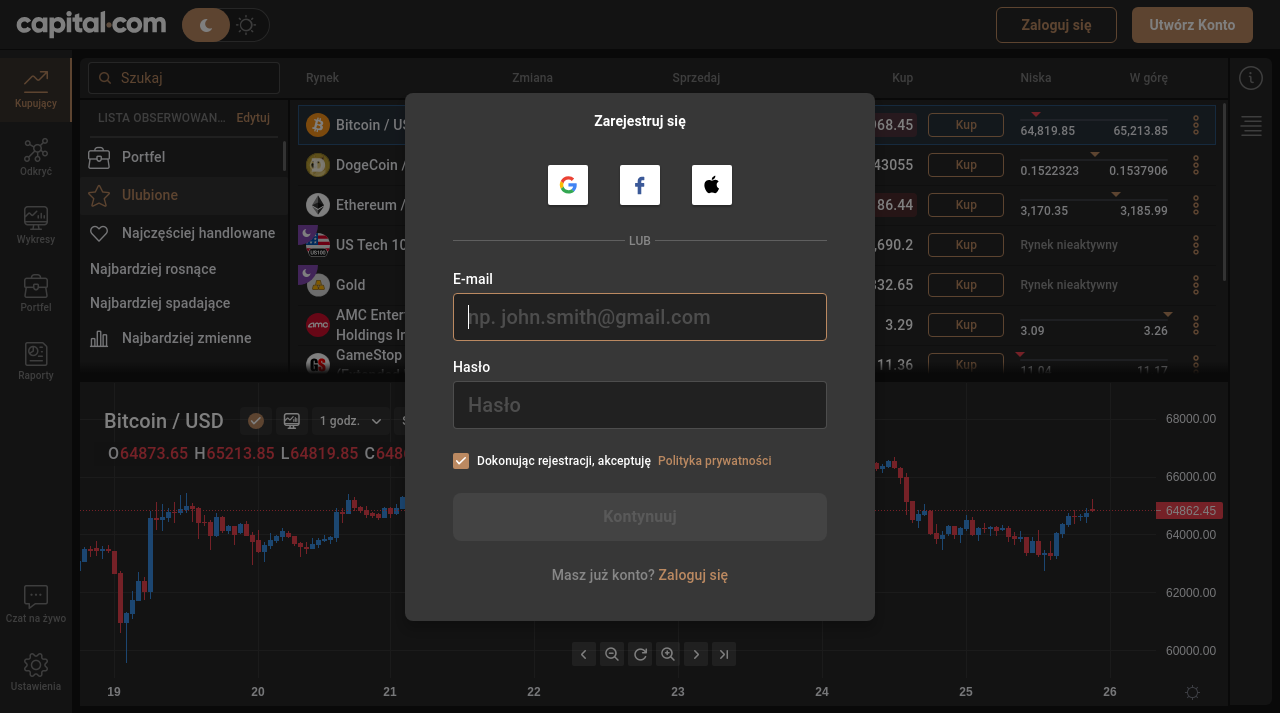 capital.com
Zaloguj się
Utwórz Konto
Kupujący
Odkryć
Wykresy
Portfel
Raporty
Czat na żywo
Ustawienia
Szukaj
Rynek Zmiana Sprzedaj Kup Niska W górę
LISTA OBSERWOWAN... Edytuj
Portfel
Ulubione
Najczęściej handlowane
Najbardziej rosnące
Najbardziej spadające
Najbardziej zmienne
Bitcoin / 68.45 Kup 64,819.85 65,213.85
DogeCoin / 43055 Kup 0.1522323 0.1537906
Ethereum / 86.44 Kup 3,170.35 3,185.99
US100 US Tech 10 ,690.2 Kup Rynek nieaktywny
Gold 32.65 Kup Rynek nieaktywny
amc AMC Enter
Holdings In 3.29 Kup 3.09 3.26
GameStop 11.36 Kup 11.04 11.17
Zarejestruj się
LUB
E-mail
np. john.smith@gmail.com
Hasło
Hasło
Dokonując rejestracji, akceptuję Polityka prywatności
Kontynuuj
Masz już konto? Zaloguj się
Bitcoin / USD 1 godz.
O64873.65 H65213.85 L64819.85 C648
68000.00
66000.00
64862.45
64000.00
62000.00
60000.00
19 20 21 22 23 24 25 26